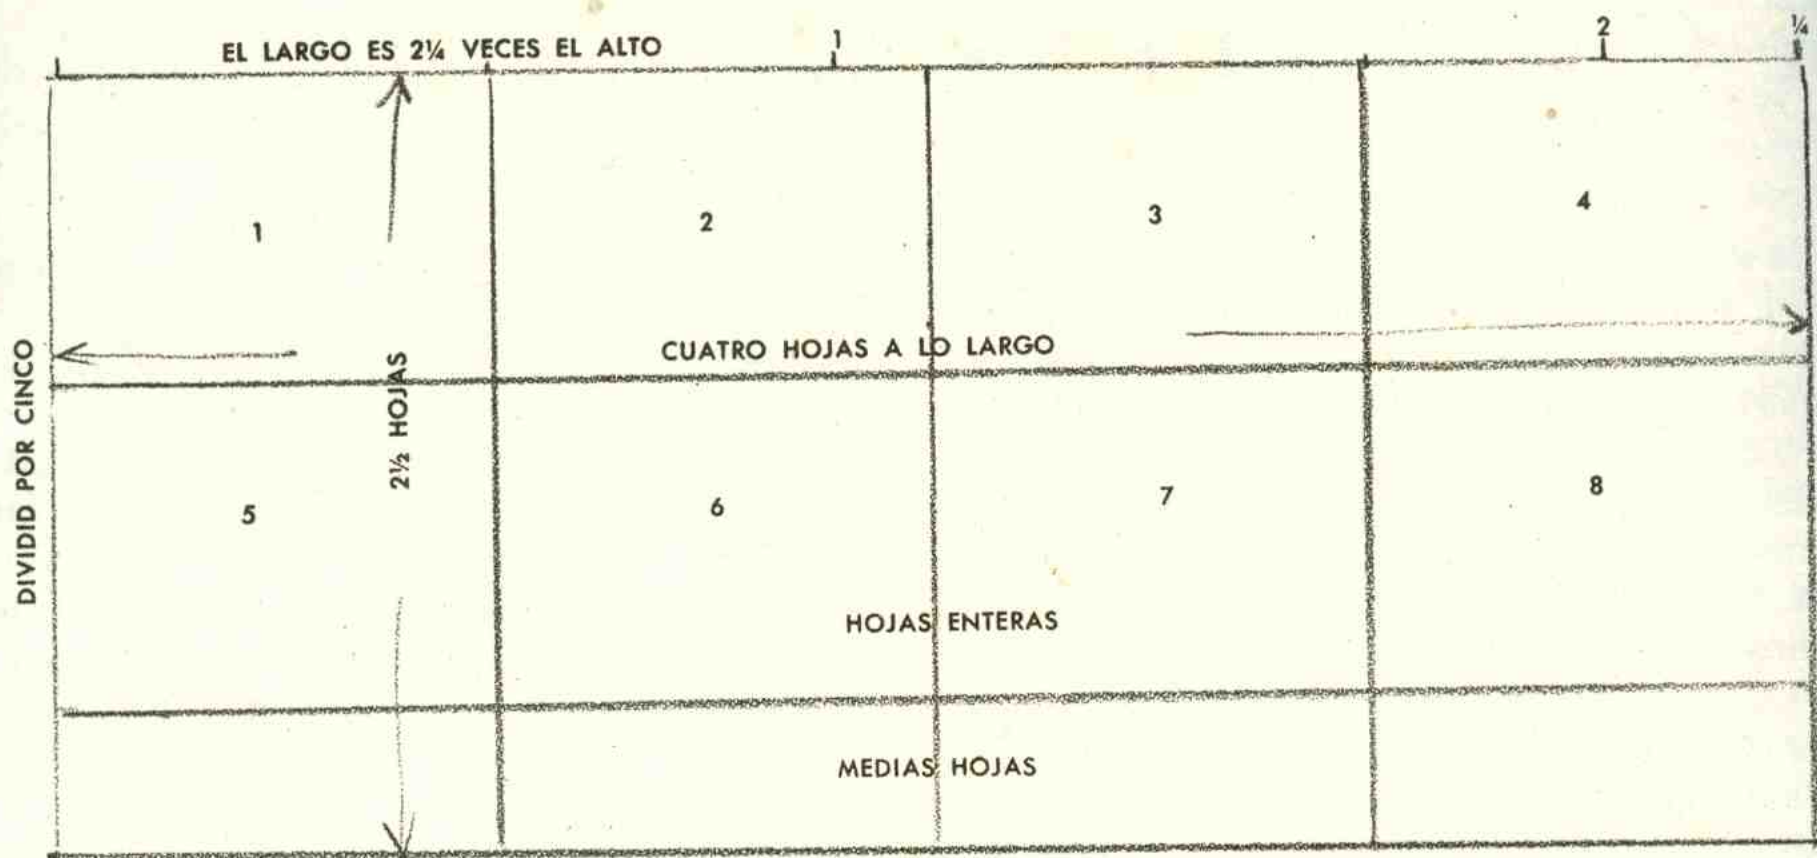 EL LARGO ES 2¼ VECES EL ALTO
1
2
¼
1
2
3
4
CUATRO HOJAS A LO LARGO
DIVIDID POR CINCO
2½ HOJAS
5
6
7
8
HOJAS ENTERAS
MEDIAS HOJAS